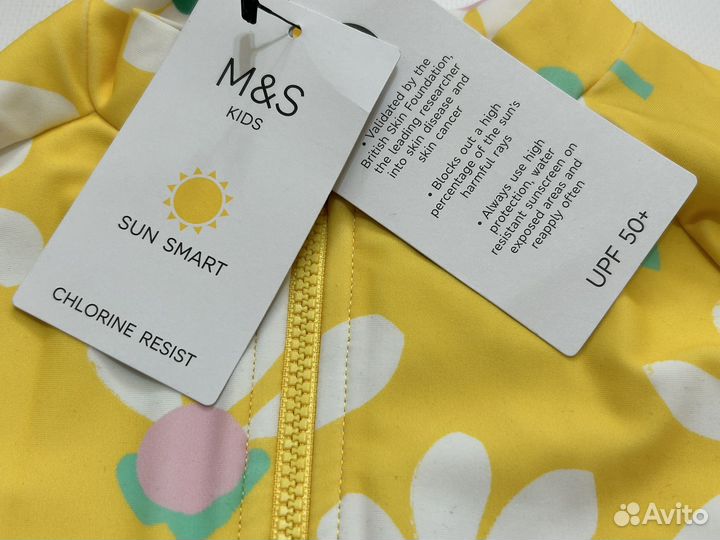 M&S
KIDS
SUN SMART
CHLORINE RESIST
• Validated by the
British Skin Foundation,
the leading researcher
into skin disease and
skin cancer
• Blocks out a high
percentage of the sun's
harmful rays
• Always use high
protection, water
resistant sunscreen on
exposed areas and
reapply often
UPF 50+
Avito